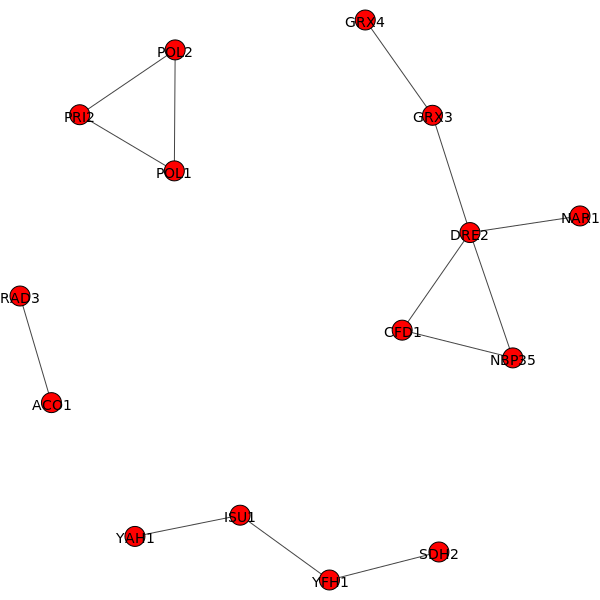 GRX4
POL2
PRI2
GRX3
POL1
NAR1
DRE2
RAD3
CFD1
NBP35
ACO1
ISU1
YAH1
SDH2
YFH1